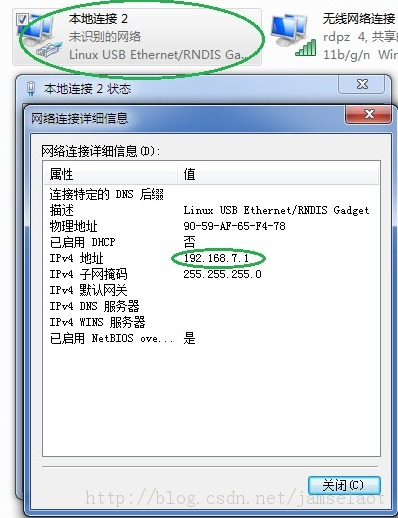 本地连接 2
未识别的网络
Linux USB Ethernet/RNDIS Ga...
无线网络连接
rdpz 4, 共享
11b/g/n Wir
本地连接 2 状态
网络连接详细信息
网络连接详细信息(D):
属性 值
连接特定的 DNS 后缀
描述 Linux USB Ethernet/RNDIS Gadget
物理地址 90-59-AF-65-F4-78
已启用 DHCP 否
IPv4 地址 192.168.7.1
IPv4 子网掩码 255.255.255.0
IPv4 默认网关
IPv4 DNS 服务器
IPv4 WINS 服务器
已启用 NetBIOS ove... 是
关闭(C)
http://blog.csdn.net/jamselaot